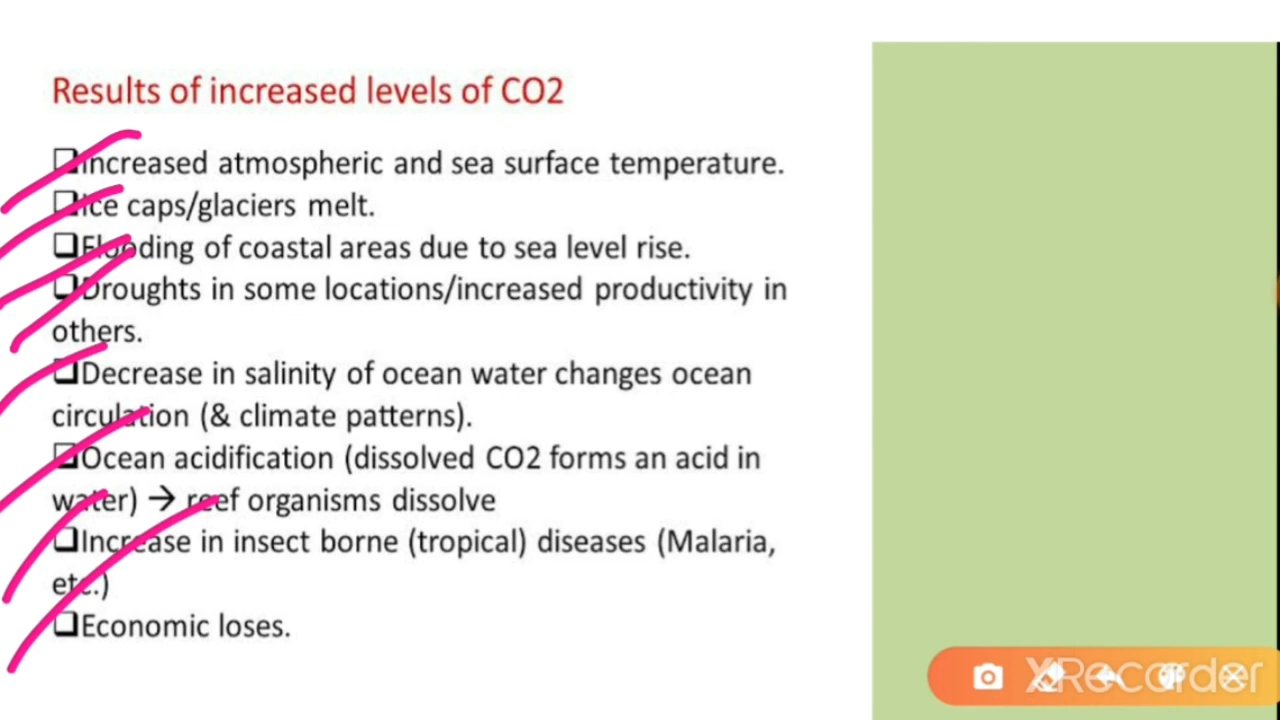 Results of increased levels of CO2
❑Increased atmospheric and sea surface temperature.
❑Ice caps/glaciers melt.
❑Flooding of coastal areas due to sea level rise.
❑Droughts in some locations/increased productivity in
others.
❑Decrease in salinity of ocean water changes ocean
circulation (& climate patterns).
❑Ocean acidification (dissolved CO2 forms an acid in
water) → reef organisms dissolve
❑Increase in insect borne (tropical) diseases (Malaria,
etc.)
❑Economic loses.
XRecorder